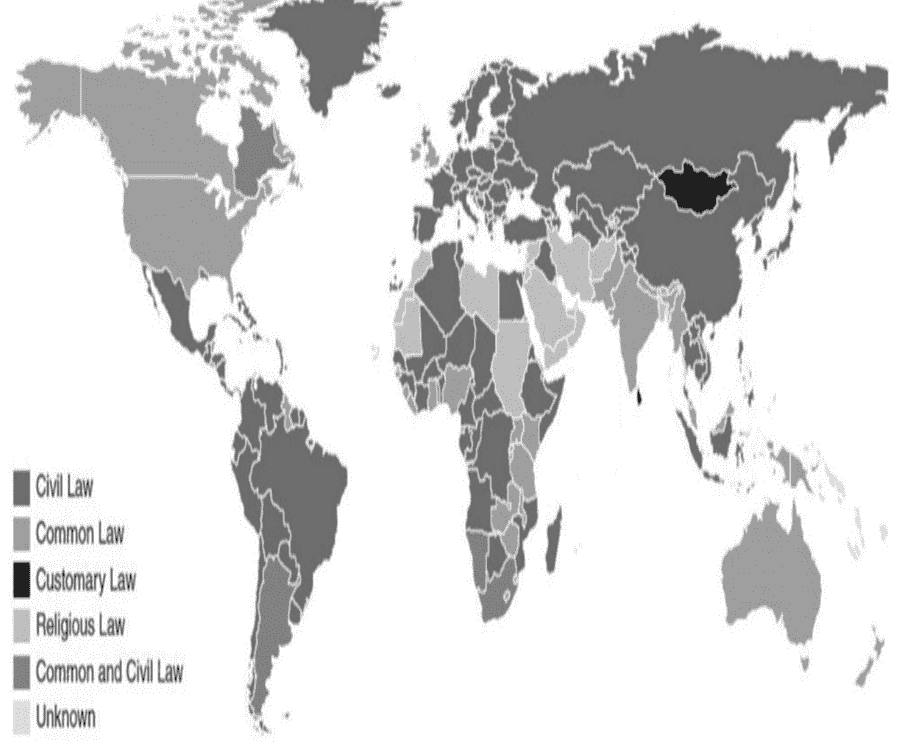 Civil Law
Common Law
Customary Law
Religious Law
Common and Civil Law
Unknown